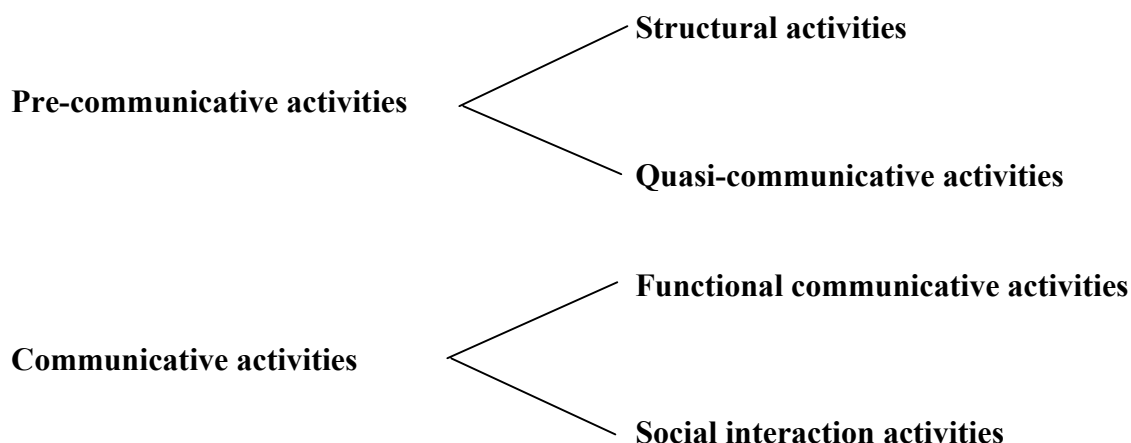 Structural activities
Pre-communicative activities
Quasi-communicative activities
Functional communicative activities
Communicative activities
Social interaction activities